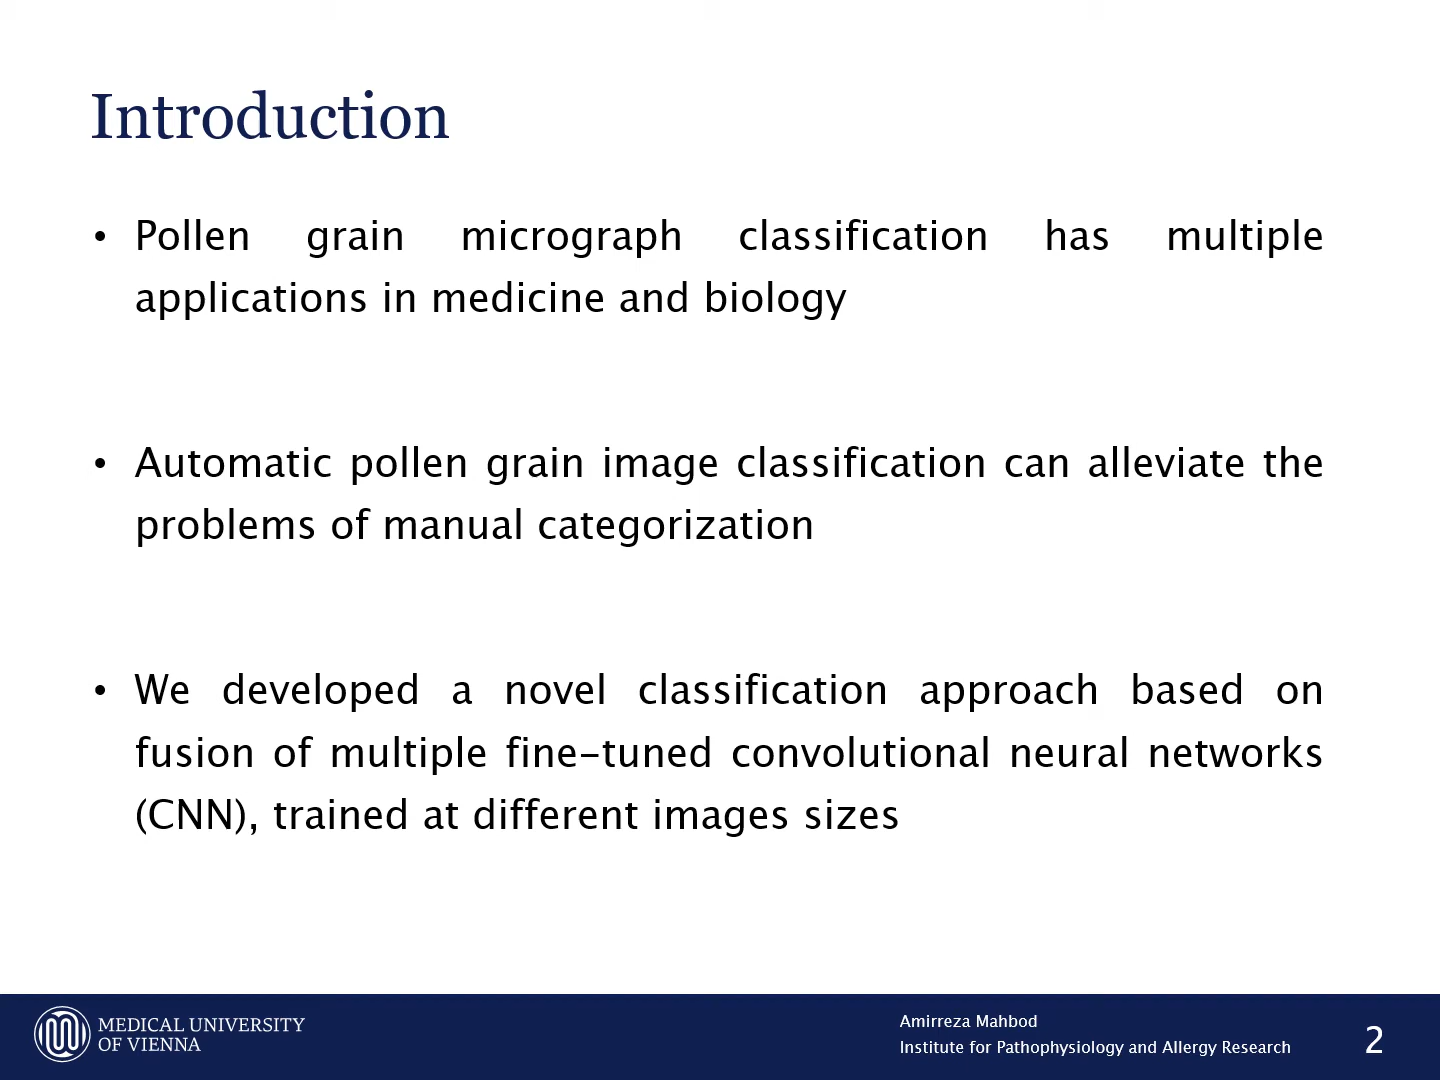 Introduction
• Pollen grain micrograph classification has multiple
applications in medicine and biology
• Automatic pollen grain image classification can alleviate the
problems of manual categorization
• We developed a novel classification approach based on
fusion of multiple fine-tuned convolutional neural networks
(CNN), trained at different images sizes
MEDICAL UNIVERSITY
OF VIENNA
Amirreza Mahbod
Institute for Pathophysiology and Allergy Research
2